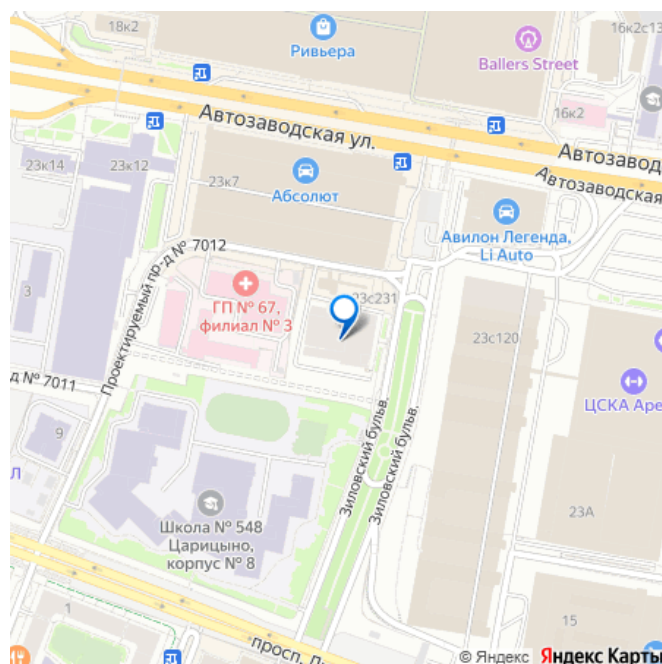 18к2
Ривьера
Ballers Street
16к2с13
16к2
Автозаводская ул.
Автозавод
Автозаводская
23к14
23к12
23к7
Абсолют
Авилон Легенда,
Li Auto
Проектируемый пр-д № 7012
3
ГП № 67,
филиал № 3
23с231
23с120
д № 7011
ЦСКА Аре
9
Л
Зиловский бульв.
Зиловский бульв.
Школа № 548
Царицыно,
корпус № 8
23А
1
15
просп. Л
© Яндекс Яндекс Карты